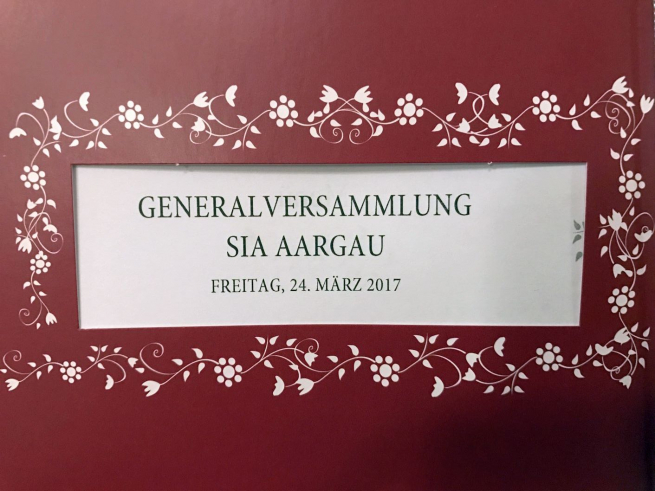 GENERALVERSAMMLUNG
SIA AARGAU
FREITAG, 24. MÄRZ 2017